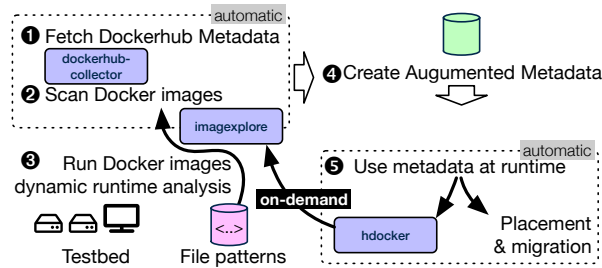 automatic
❶ Fetch Dockerhub Metadata
dockerhub-
collector
❷ Scan Docker images
imagexplore
❸ Run Docker images
dynamic runtime analysis
Testbed
<..>
File patterns
❹Create Augumented Metadata
automatic
❺ Use metadata at runtime
on-demand
hdocker
Placement
& migration